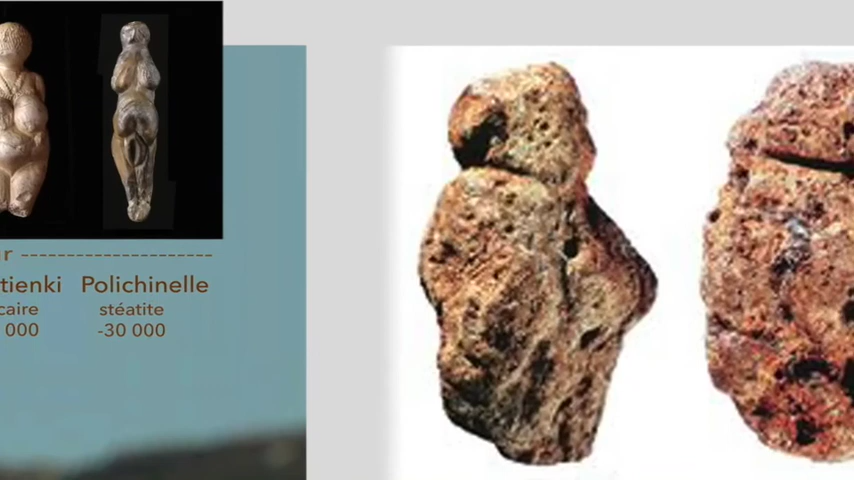 r --------------------
tienki Polichinelle
caire stéatite
000 -30 000